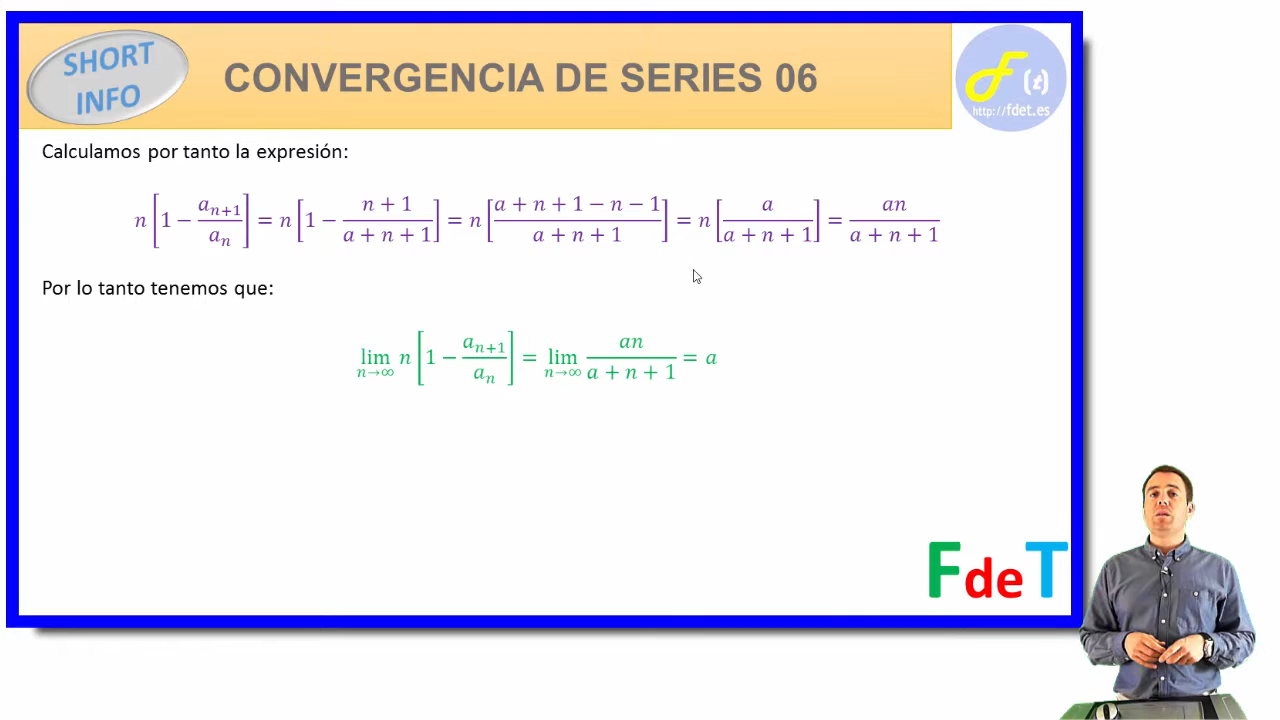 SHORT
INFO
CONVERGENCIA DE SERIES 06
f(t)
http://fdet.es
Calculamos por tanto la expresión:
n[1 − a_{n+1}/a_n] = n[1 − (n + 1)/(a + n + 1)] = n[(a + n + 1 − n − 1)/(a + n + 1)] = n[a/(a + n + 1)] = an/(a + n + 1)
Por lo tanto tenemos que:
lim_{n→∞} n[1 − a_{n+1}/a_n] = lim_{n→∞} an/(a + n + 1) = a
FdeT